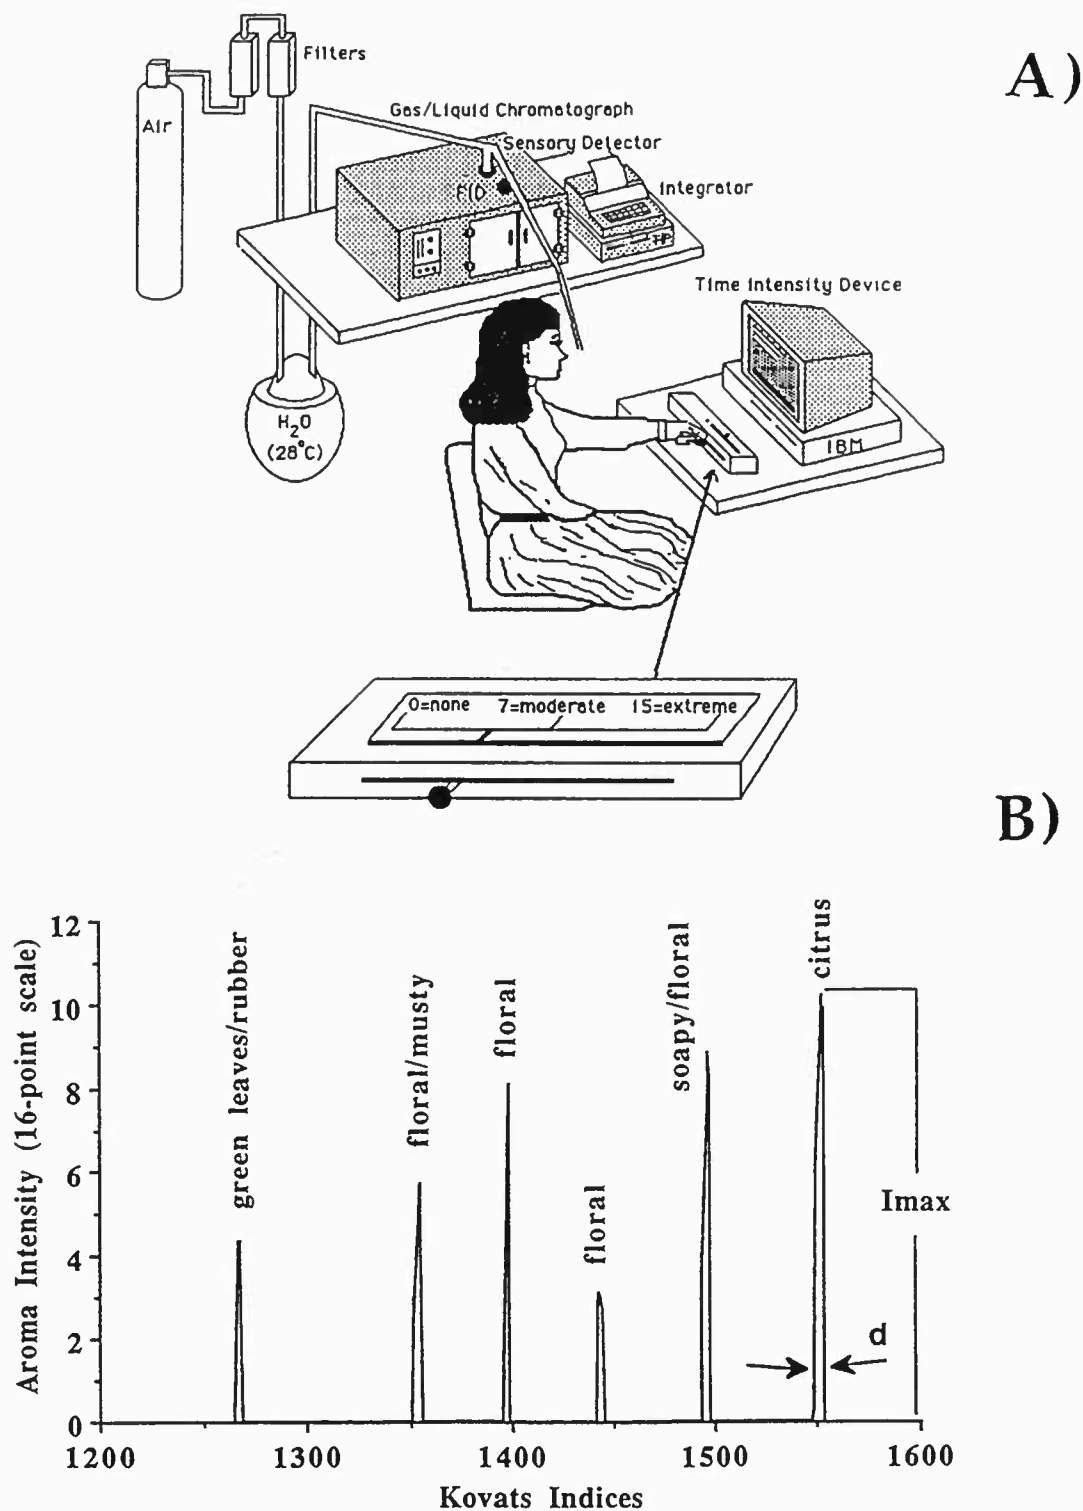 A)
Filters
Air
Gas/Liquid Chromatograph
Sensory Detector
FID
Integrator
HP
Time Intensity Device
H₂O
(28°C)
IBM
0=none 7=moderate 15=extreme
B)
Aroma Intensity (16-point scale)
12
10
8
6
4
2
0
green leaves/rubber
floral/musty
floral
floral
soapy/floral
citrus
Imax
d
1200 1300 1400 1500 1600
Kovats Indices